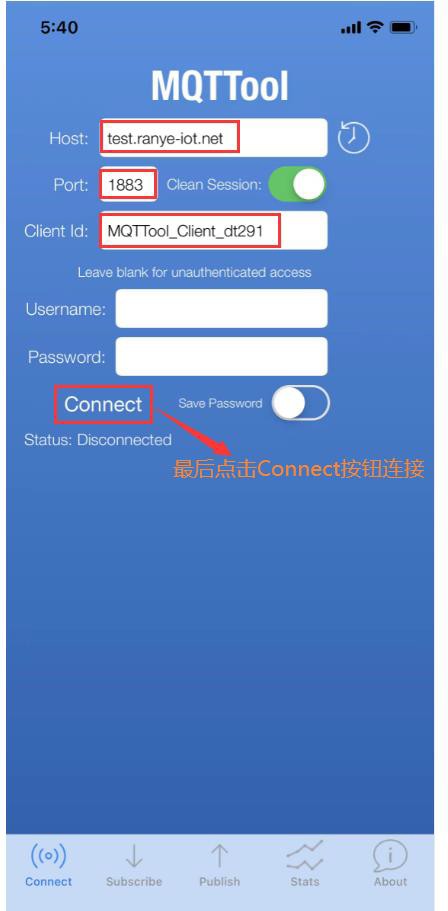 5:40
MQTTool
Host: test.ranye-iot.net
Port: 1883 Clean Session:
Client Id: MQTTool_Client_dt291
Leave blank for unauthenticated access
Username:
Password:
Connect Save Password
Status: Disconnected
最后点击Connect按钮连接
Connect Subscribe Publish Stats About